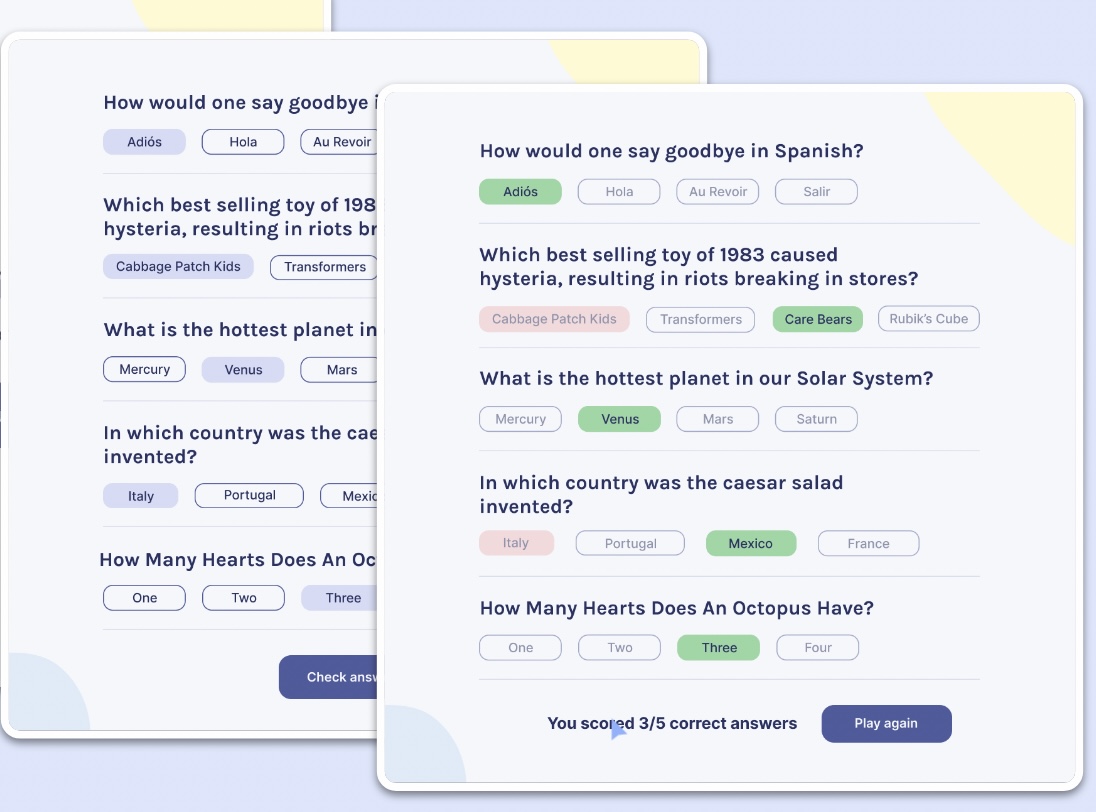 How would one say goodbye
Adiós
Hola
Au Revoir
Which best selling toy of 198
hysteria, resulting in riots br
Cabbage Patch Kids
Transformers
What is the hottest planet in
Mercury
Venus
Mars
In which country was the cae
invented?
Italy
Portugal
Mexic
How Many Hearts Does An Oc
One
Two
Three
Check answ
How would one say goodbye in Spanish?
Adiós
Hola
Au Revoir
Salir
Which best selling toy of 1983 caused
hysteria, resulting in riots breaking in stores?
Cabbage Patch Kids
Transformers
Care Bears
Rubik's Cube
What is the hottest planet in our Solar System?
Mercury
Venus
Mars
Saturn
In which country was the caesar salad
invented?
Italy
Portugal
Mexico
France
How Many Hearts Does An Octopus Have?
One
Two
Three
Four
You scored 3/5 correct answers
Play again